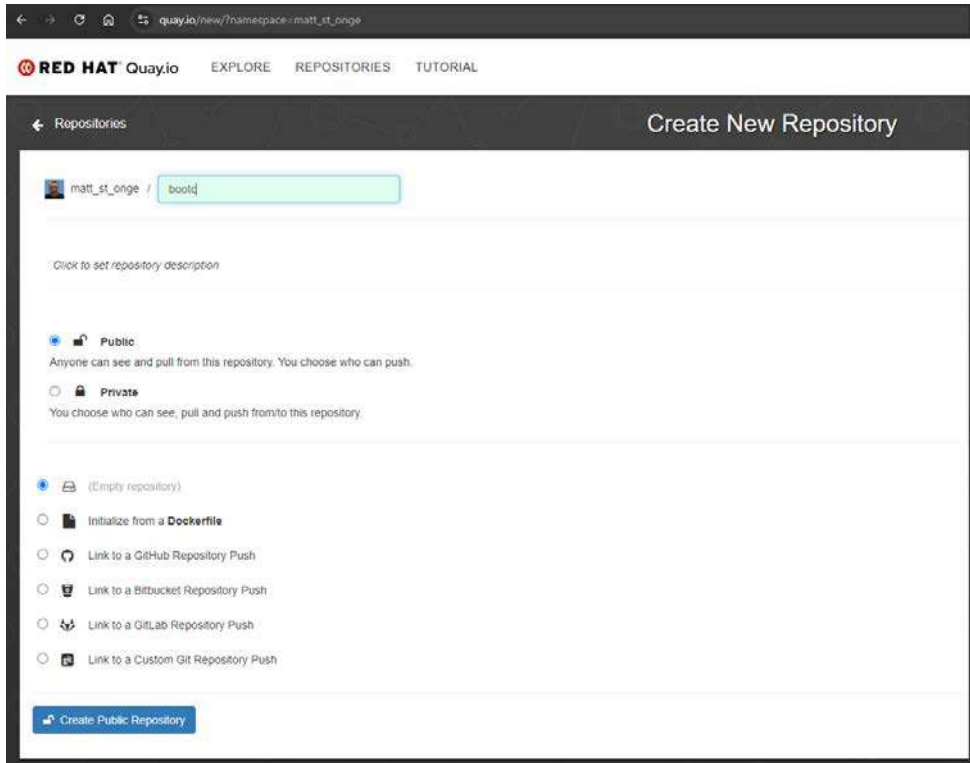 quay.io/new/?namespace=matt_st_onge
RED HAT Quay.io EXPLORE REPOSITORIES TUTORIAL
Repositories
Create New Repository
matt_st_onge / bootc
Click to set repository description
Public
Anyone can see and pull from this repository. You choose who can push.
Private
You choose who can see, pull and push from/to this repository.
(Empty repository)
Initialize from a Dockerfile
Link to a GitHub Repository Push
Link to a Bitbucket Repository Push
Link to a GitLab Repository Push
Link to a Custom Git Repository Push
Create Public Repository